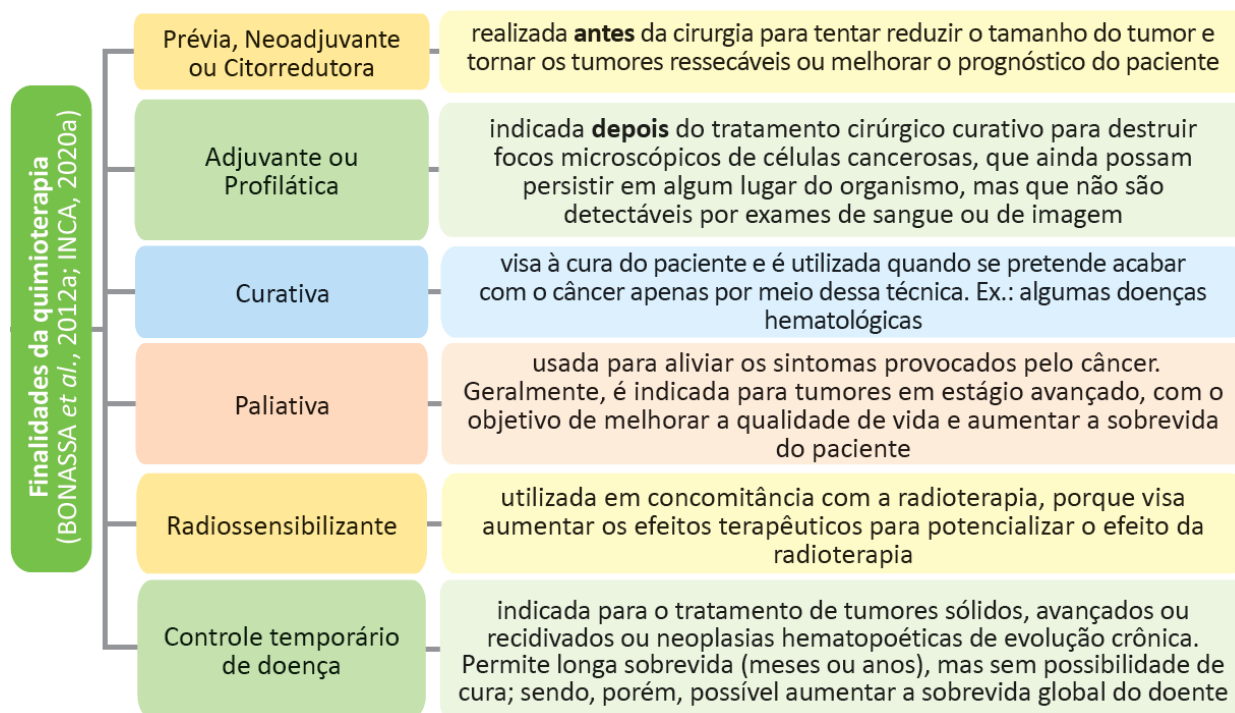 Finalidades da quimioterapia
(BONASSA et al., 2012a; INCA, 2020a)
Prévia, Neoadjuvante
ou Citorredutora
realizada antes da cirurgia para tentar reduzir o tamanho do tumor e
tornar os tumores ressecáveis ou melhorar o prognóstico do paciente
Adjuvante ou
Profilática
indicada depois do tratamento cirúrgico curativo para destruir
focos microscópicos de células cancerosas, que ainda possam
persistir em algum lugar do organismo, mas que não são
detectáveis por exames de sangue ou de imagem
Curativa
visa à cura do paciente e é utilizada quando se pretende acabar
com o câncer apenas por meio dessa técnica. Ex.: algumas doenças
hematológicas
Paliativa
usada para aliviar os sintomas provocados pelo câncer.
Geralmente, é indicada para tumores em estágio avançado, com o
objetivo de melhorar a qualidade de vida e aumentar a sobrevida
do paciente
Radiossensibilizante
utilizada em concomitância com a radioterapia, porque visa
aumentar os efeitos terapêuticos para potencializar o efeito da
radioterapia
Controle temporário
de doença
indicada para o tratamento de tumores sólidos, avançados ou
recidivados ou neoplasias hematopoéticas de evolução crônica.
Permite longa sobrevida (meses ou anos), mas sem possibilidade de
cura; sendo, porém, possível aumentar a sobrevida global do doente